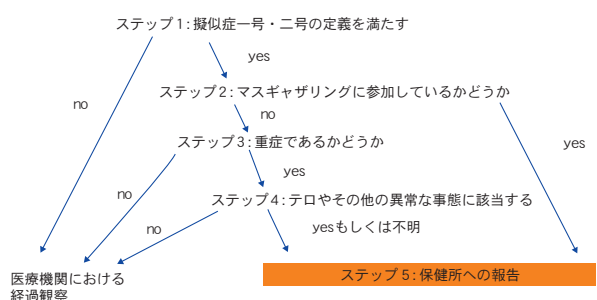 ステップ1:擬似症一号・二号の定義を満たす
yes
ステップ2:マスギャザリングに参加しているかどうか
no
no
yes
ステップ3:重症であるかどうか
yes
no
ステップ4:テロやその他の異常な事態に該当する
no
yesもしくは不明
医療機関における
経過観察
ステップ5:保健所への報告